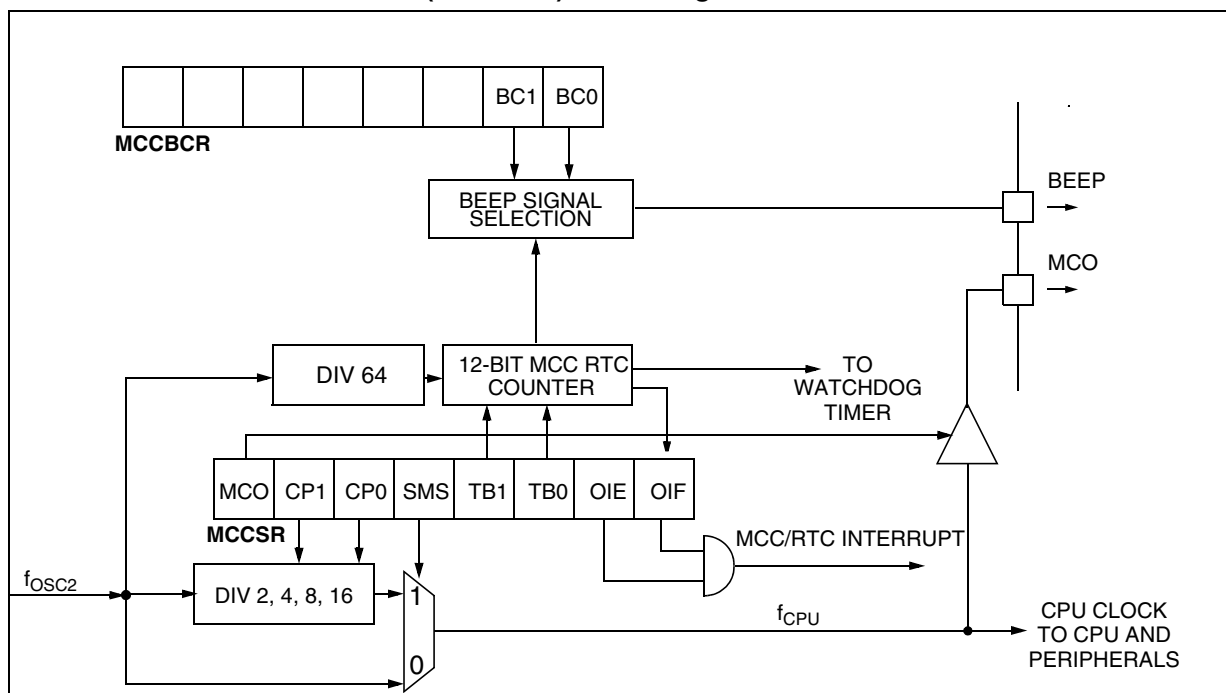 BC1 BC0
MCCBCR
BEEP SIGNAL
SELECTION
BEEP
MCO
DIV 64
12-BIT MCC RTC
COUNTER
TO
WATCHDOG
TIMER
MCO CP1 CP0 SMS TB1 TB0 OIE OIF
MCCSR
MCC/RTC INTERRUPT
fOSC2
DIV 2, 4, 8, 16
1
0
fCPU
CPU CLOCK
TO CPU AND
PERIPHERALS